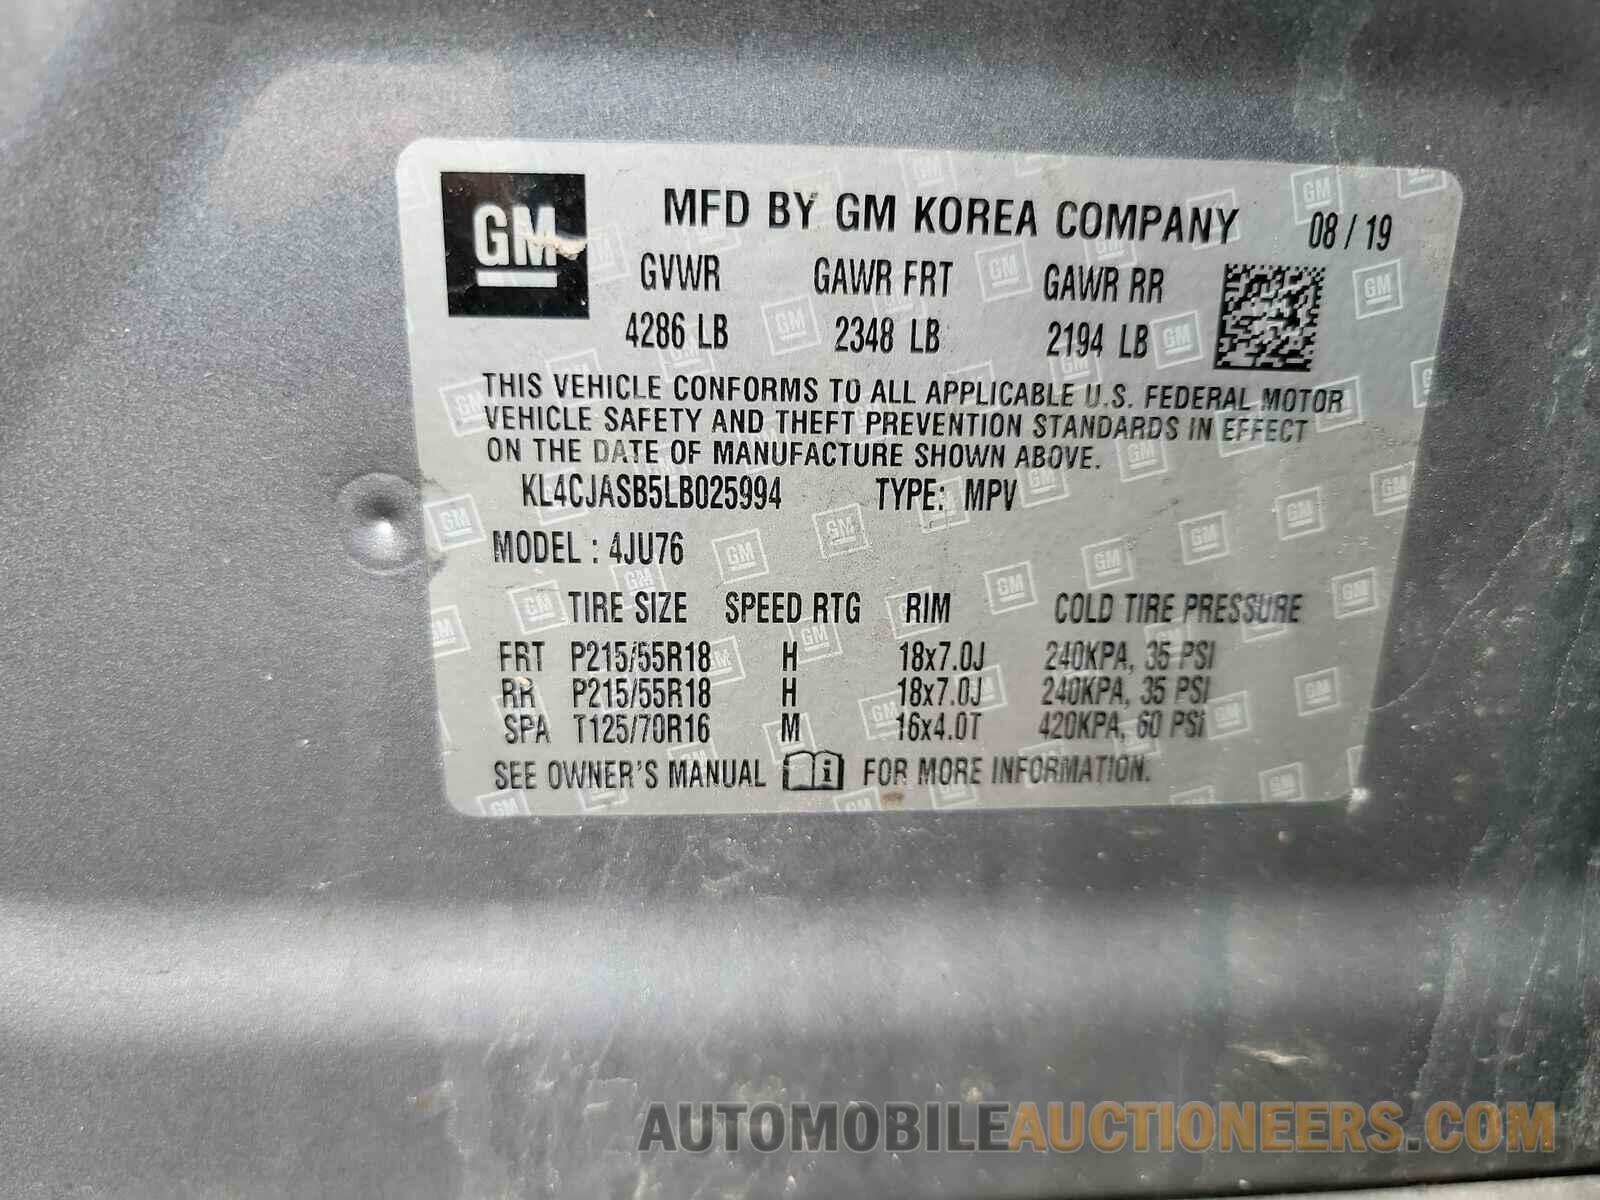 GM MFD BY GM KOREA COMPANY 08 / 19
GVWR GAWR FRT GAWR RR
4286 LB 2348 LB 2194 LB
THIS VEHICLE CONFORMS TO ALL APPLICABLE U.S. FEDERAL MOTOR
VEHICLE SAFETY AND THEFT PREVENTION STANDARDS IN EFFECT
ON THE DATE OF MANUFACTURE SHOWN ABOVE.
KL4CJASB5LB025994 TYPE: MPV
MODEL : 4JU76
TIRE SIZE SPEED RTG RIM COLD TIRE PRESSURE
FRT P215/55R18 H 18x7.0J 240KPA, 35 PSI
RR P215/55R18 H 18x7.0J 240KPA, 35 PSI
SPA T125/70R16 M 16x4.0T 420KPA, 60 PSI
SEE OWNER'S MANUAL i FOR MORE INFORMATION.
AUTOMOBILEAUCTIONEERS.COM